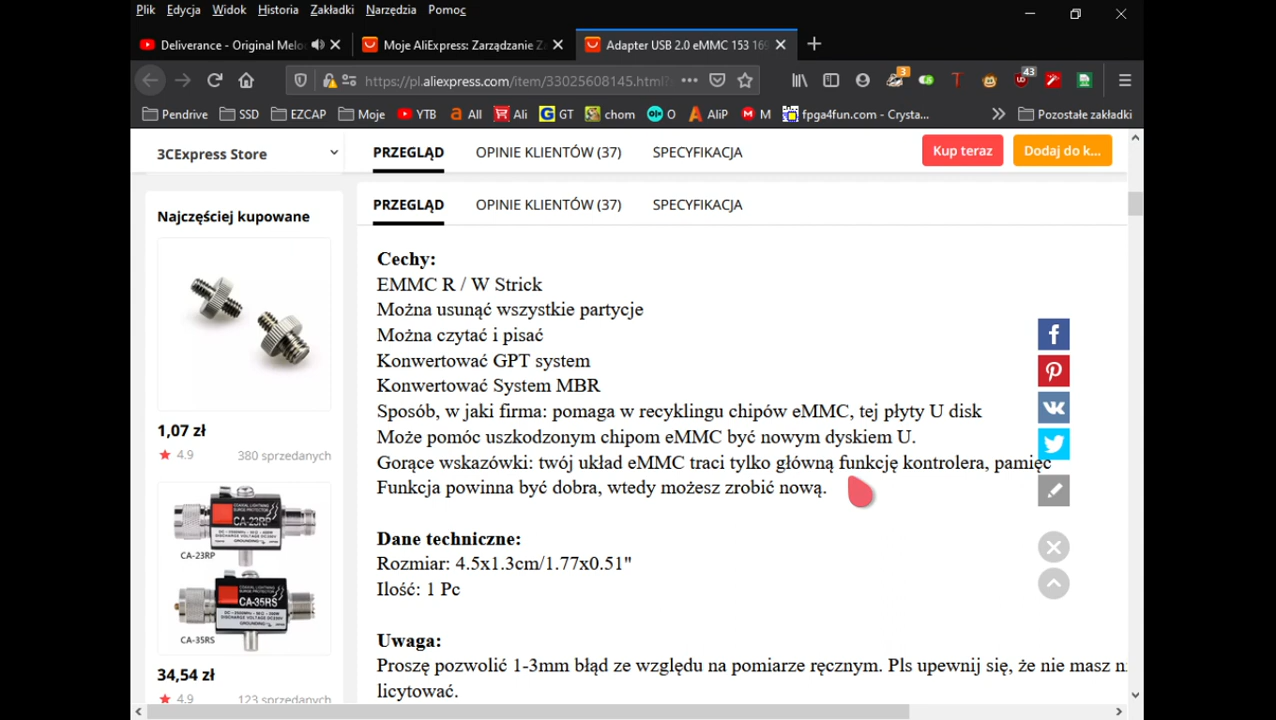 Plik Edycja Widok Historia Zakładki Narzędzia Pomoc
Deliverance - Original Melo
Moje AliExpress: Zarządzanie Z
Adapter USB 2.0 eMMC 153 169
https://pl.aliexpress.com/item/33025608145.html?
3
43
Pendrive SSD EZCAP Moje YTB All Ali GT chom O AliP M fpga4fun.com - Crysta... Pozostałe zakładki
3CExpress Store
PRZEGLĄD OPINIE KLIENTÓW (37) SPECYFIKACJA
Kup teraz Dodaj do k...
PRZEGLĄD OPINIE KLIENTÓW (37) SPECYFIKACJA
Najczęściej kupowane
1,07 zł
4.9 380 sprzedanych
CA-23RP
CA-23RP
CA-35RS
CA-35RS
34,54 zł
4.9 123 sprzedanych
Cechy:
EMMC R / W Strick
Można usunąć wszystkie partycje
Można czytać i pisać
Konwertować GPT system
Konwertować System MBR
Sposób, w jaki firma: pomaga w recyklingu chipów eMMC, tej płyty U disk
Może pomóc uszkodzonym chipom eMMC być nowym dyskiem U.
Gorące wskazówki: twój układ eMMC traci tylko główną funkcję kontrolera, pamięć
Funkcja powinna być dobra, wtedy możesz zrobić nową.
Dane techniczne:
Rozmiar: 4.5x1.3cm/1.77x0.51"
Ilość: 1 Pc
Uwaga:
Proszę pozwolić 1-3mm błąd ze względu na pomiarze ręcznym. Pls upewnij się, że nie masz n
licytować.